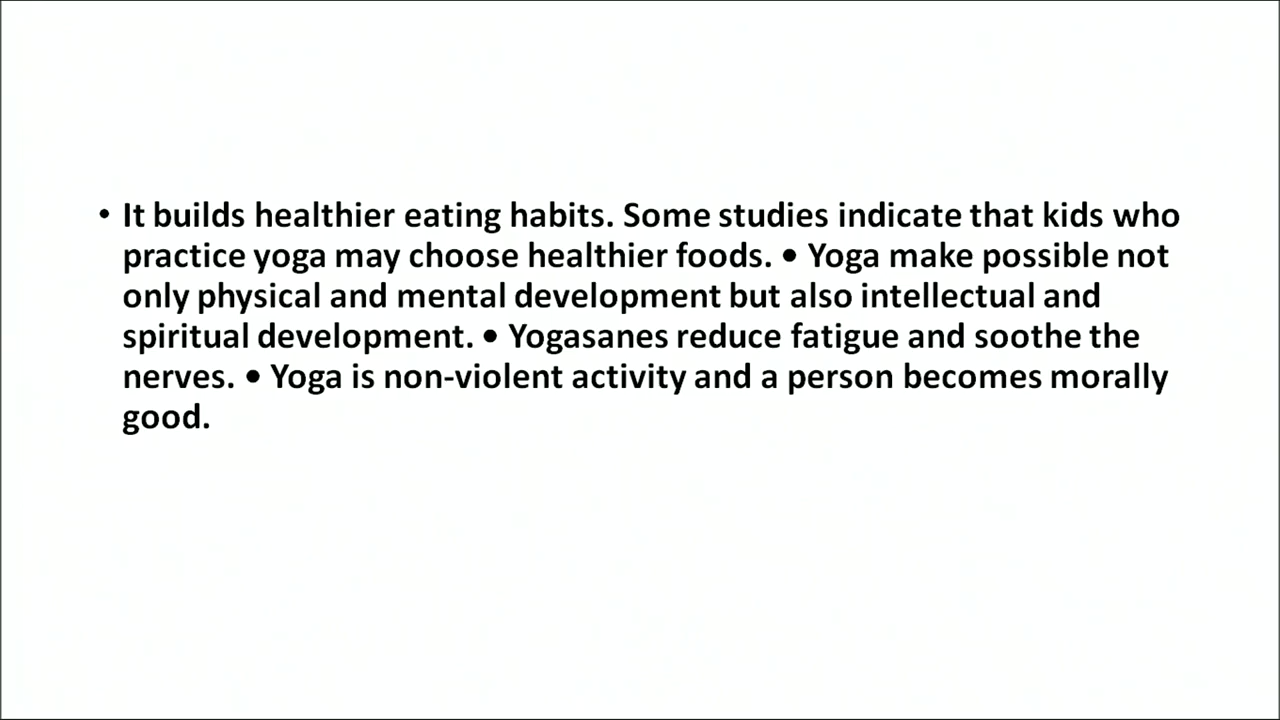 • It builds healthier eating habits. Some studies indicate that kids who
practice yoga may choose healthier foods. • Yoga make possible not
only physical and mental development but also intellectual and
spiritual development. • Yogasanes reduce fatigue and soothe the
nerves. • Yoga is non-violent activity and a person becomes morally
good.